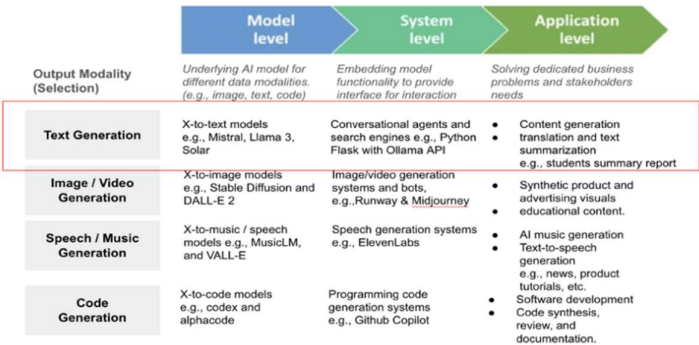 Model level
System level
Application level
Output Modality (Selection)
Underlying AI model for different data modalities. (e.g., image, text, code)
Embedding model functionality to provide interface for interaction
Solving dedicated business problems and stakeholders needs
Text Generation
X-to-text models
e.g., Mistral, Llama 3, Solar
Conversational agents and search engines e.g., Python Flask with Ollama API
● Content generation
● translation and text summarization
e.g., students summary report
Image / Video Generation
X-to-image models
e.g., Stable Diffusion and DALL-E 2
Image/video generation systems and bots, e.g.,Runway & Midjourney
● Synthetic product and advertising visuals
● educational content.
Speech / Music Generation
X-to-music / speech models e.g., MusicLM, and VALL-E
Speech generation systems e.g., ElevenLabs
● AI music generation
● Text-to-speech generation
e.g., news, product tutorials, etc.
Code Generation
X-to-code models
e.g., codex and alphacode
Programming code generation systems
e.g., Github Copilot
● Software development
● Code synthesis, review, and documentation.